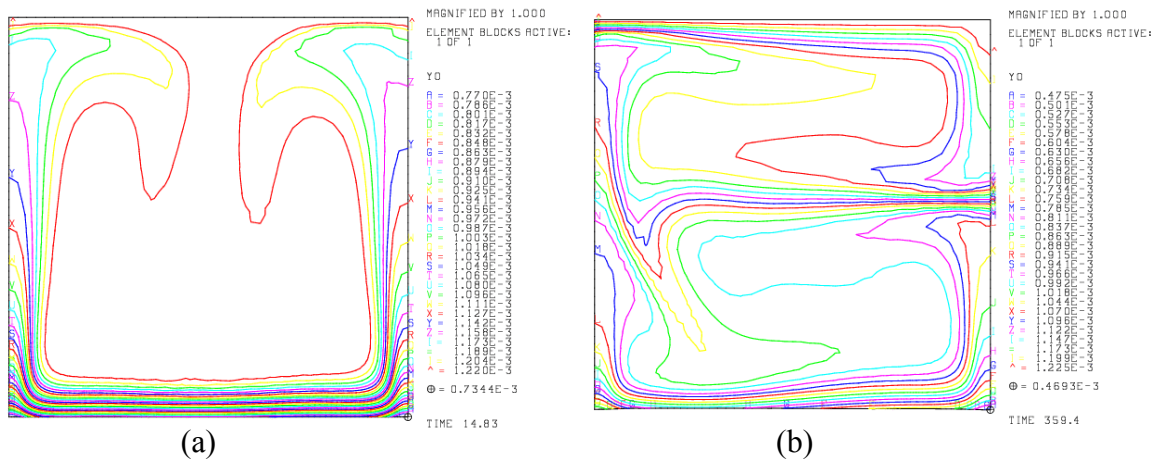 MAGNIFIED BY 1.000
ELEMENT BLOCKS ACTIVE:
1 OF 1
Y0
A = 0.770E-3
B = 0.786E-3
C = 0.801E-3
D = 0.817E-3
= 0.832E-3
F = 0.848E-3
G = 0.863E-3
H = 0.879E-3
I = 0.894E-3
J = 0.910E-3
= 0.925E-3
L = 0.941E-3
M = 0.956E-3
N = 0.972E-3
O = 0.987E-3
P = 1.003E-3
= 1.018E-3
R = 1.034E-3
S = 1.049E-3
T = 1.065E-3
U = 1.080E-3
V = 1.096E-3
= 1.111E-3
X = 1.127E-3
Y = 1.142E-3
Z = 1.158E-3
= 1.173E-3
= 1.189E-3
= 1.204E-3
^ = 1.220E-3
⊕ = 0.7344E-3
TIME 14.83
(a)
MAGNIFIED BY 1.000
ELEMENT BLOCKS ACTIVE:
1 OF 1
Y0
A = 0.475E-3
B = 0.501E-3
C = 0.527E-3
D = 0.553E-3
= 0.578E-3
F = 0.604E-3
G = 0.630E-3
H = 0.656E-3
I = 0.682E-3
J = 0.708E-3
= 0.734E-3
L = 0.759E-3
M = 0.785E-3
N = 0.811E-3
O = 0.837E-3
P = 0.863E-3
= 0.889E-3
R = 0.915E-3
S = 0.941E-3
T = 0.966E-3
U = 0.992E-3
V = 1.018E-3
= 1.044E-3
X = 1.070E-3
Y = 1.096E-3
Z = 1.122E-3
= 1.147E-3
= 1.173E-3
= 1.199E-3
^ = 1.225E-3
⊕ = 0.4693E-3
TIME 359.4
(b)